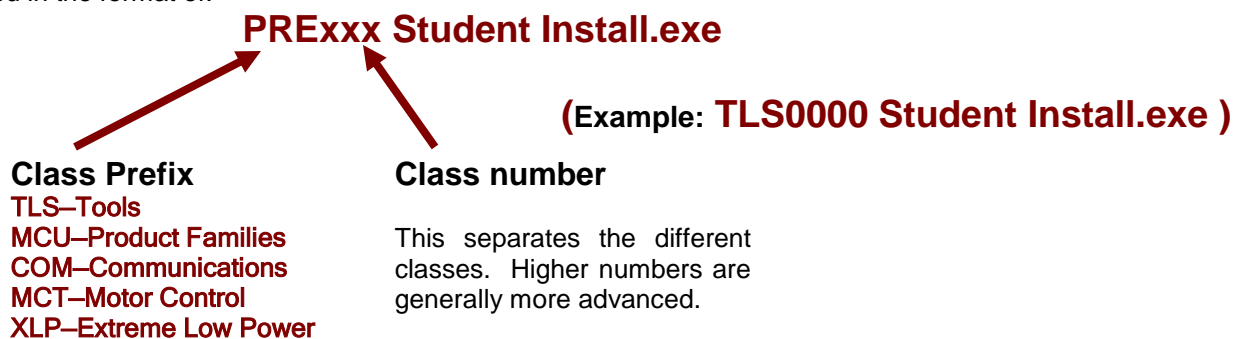 PRExxx Student Install.exe
(Example: TLS0000 Student Install.exe )
Class Prefix
TLS–Tools
MCU–Product Families
COM–Communications
MCT–Motor Control
XLP–Extreme Low Power
Class number
This separates the different
classes. Higher numbers are
generally more advanced.